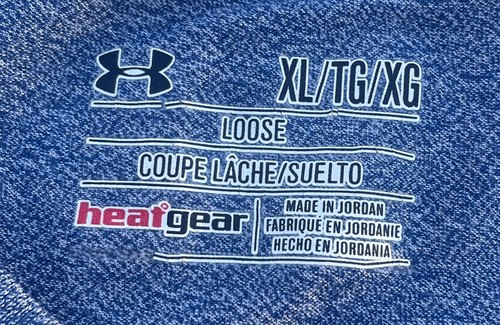 XL/TG/XG
LOOSE
COUPE LÂCHE/SUELTO
heatgear
MADE IN JORDAN
FABRIQUÉ EN JORDANIE
HECHO EN JORDANIA